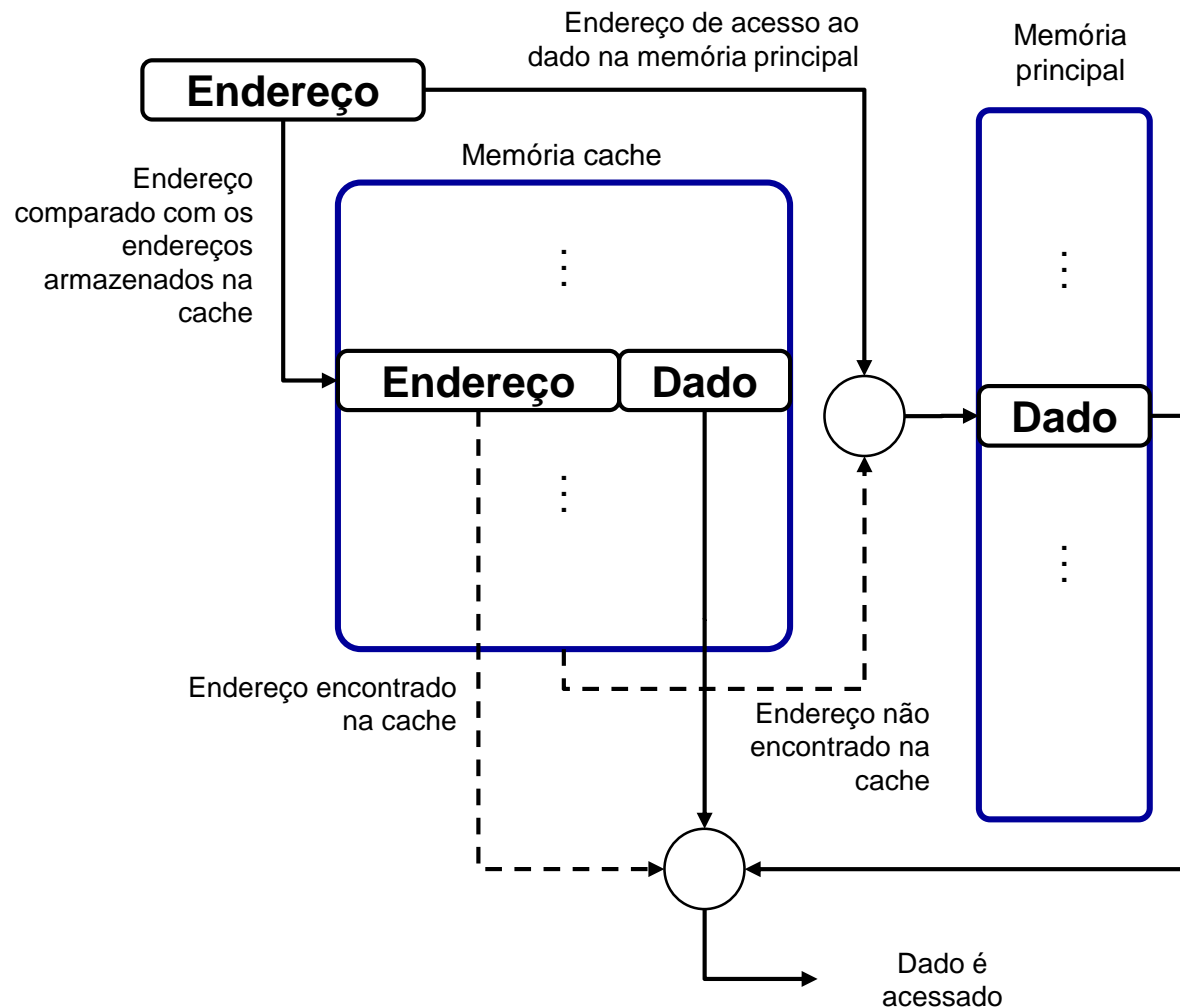 Endereço de acesso ao
dado na memória principal
Memória
principal
Endereço
Memória cache
Endereço
comparado com os
endereços
armazenados na
cache
Endereço
Dado
Dado
Endereço encontrado
na cache
Endereço não
encontrado na
cache
Dado é
acessado